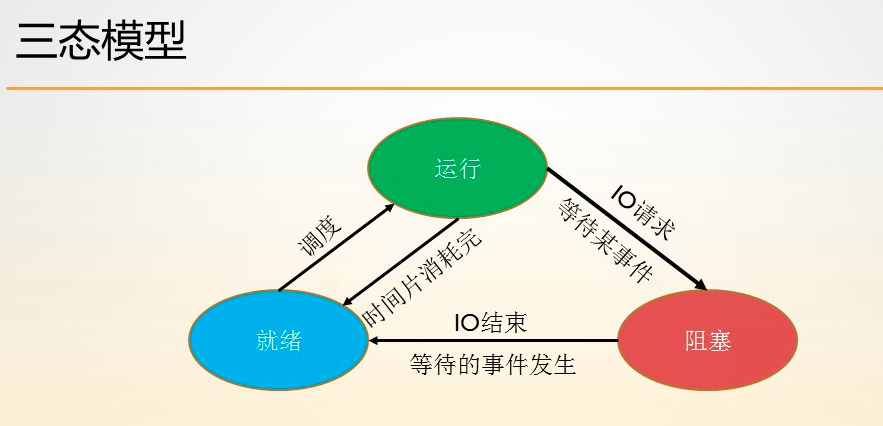 三态模型
运行
IO请求
等待某事件
调度
时间片消耗完
就绪
IO结束
等待的事件发生
阻塞